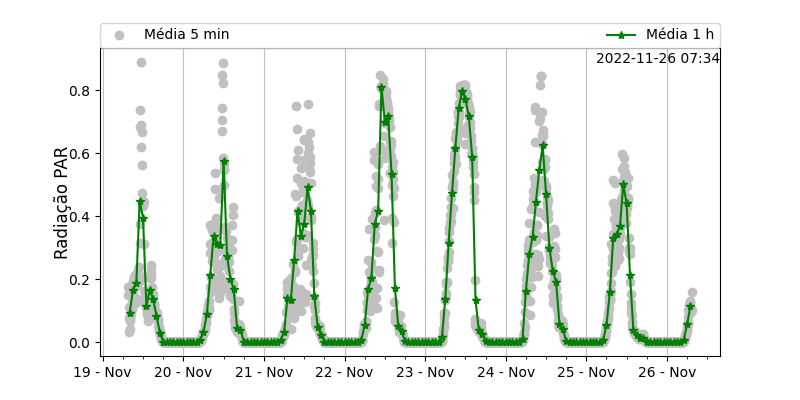 Média 5 min
Média 1 h
2022-11-26 07:34
Radiação PAR
0.8
0.6
0.4
0.2
0.0
19 - Nov
20 - Nov
21 - Nov
22 - Nov
23 - Nov
24 - Nov
25 - Nov
26 - Nov